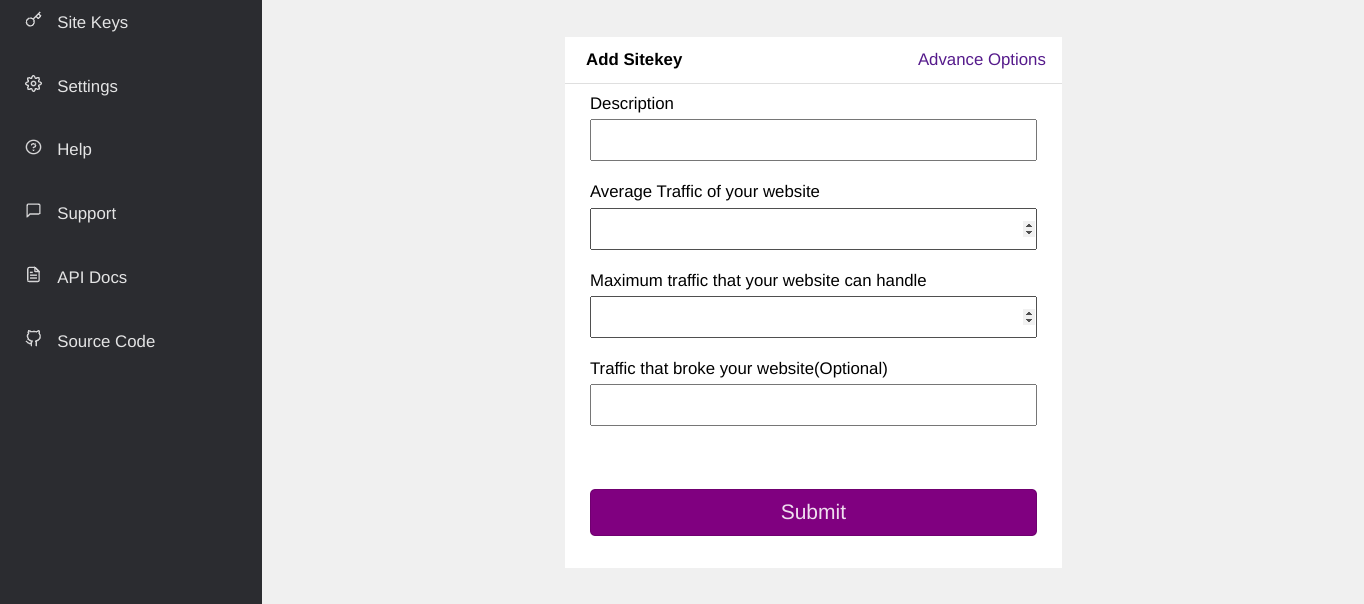 Site Keys
Settings
Help
Support
API Docs
Source Code
Add Sitekey
Advance Options
Description
Average Traffic of your website
Maximum traffic that your website can handle
Traffic that broke your website(Optional)
Submit